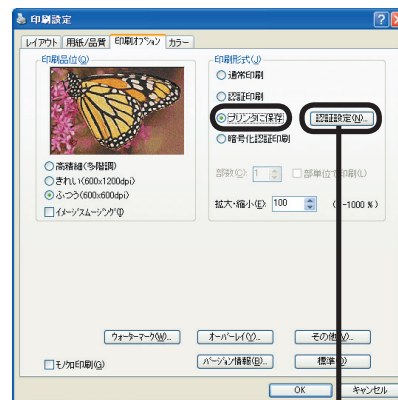 印刷設定
レイアウト 用紙/品質 印刷ｵﾌﾟｼｮﾝ カラー
印刷品位(Q)
高精細(多階調)
きれい(600x1200dpi)
ふつう(600x600dpi)
ｲﾒｰｼﾞｽﾑｰｼﾞﾝｸﾞ(I)
印刷形式(J)
通常印刷
認証印刷
プリンタに保存 認証設定(N)...
暗号化認証印刷
部数(C): 1 部単位で印刷(L)
拡大・縮小(E): 100 -1000 %)
ｳｫｰﾀｰﾏｰｸ(W)... ｵｰﾊﾞｰﾚｲ(Y)... その他
モノクロ印刷(G) ﾊﾞｰｼﾞｮﾝ情報(B)... 標準
OK キャンセル